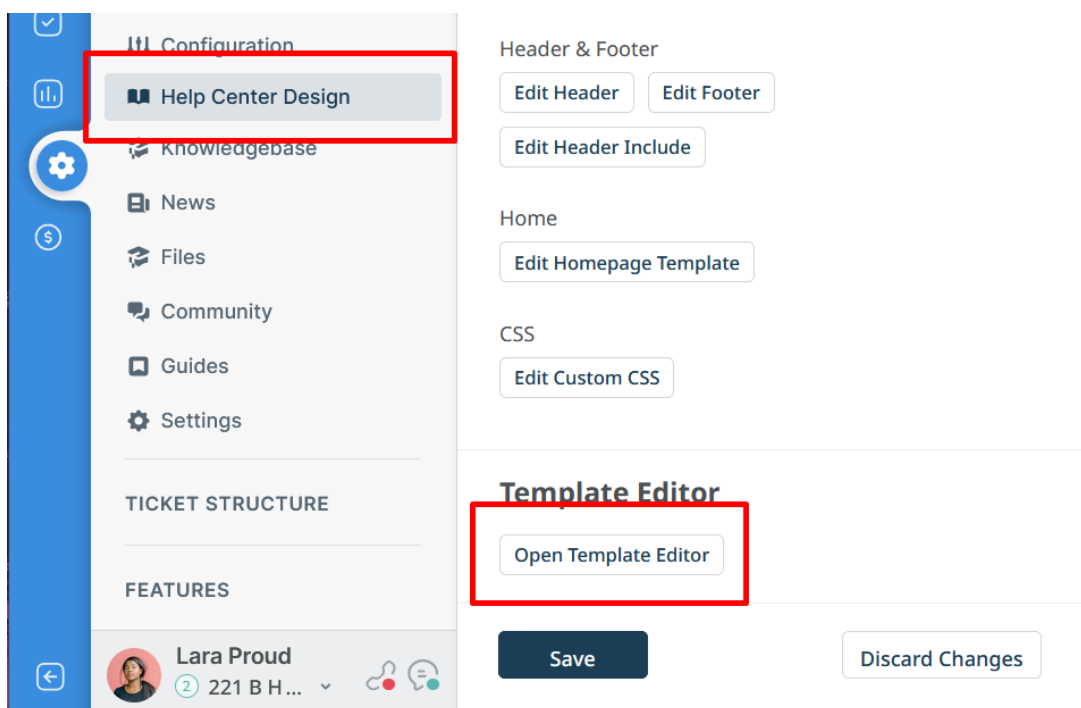 Configuration
Help Center Design
Knowledgebase
News
Files
Community
Guides
Settings
TICKET STRUCTURE
FEATURES
Lara Proud
2 221 B H...
Header & Footer
Edit Header Edit Footer
Edit Header Include
Home
Edit Homepage Template
CSS
Edit Custom CSS
Template Editor
Open Template Editor
Save Discard Changes